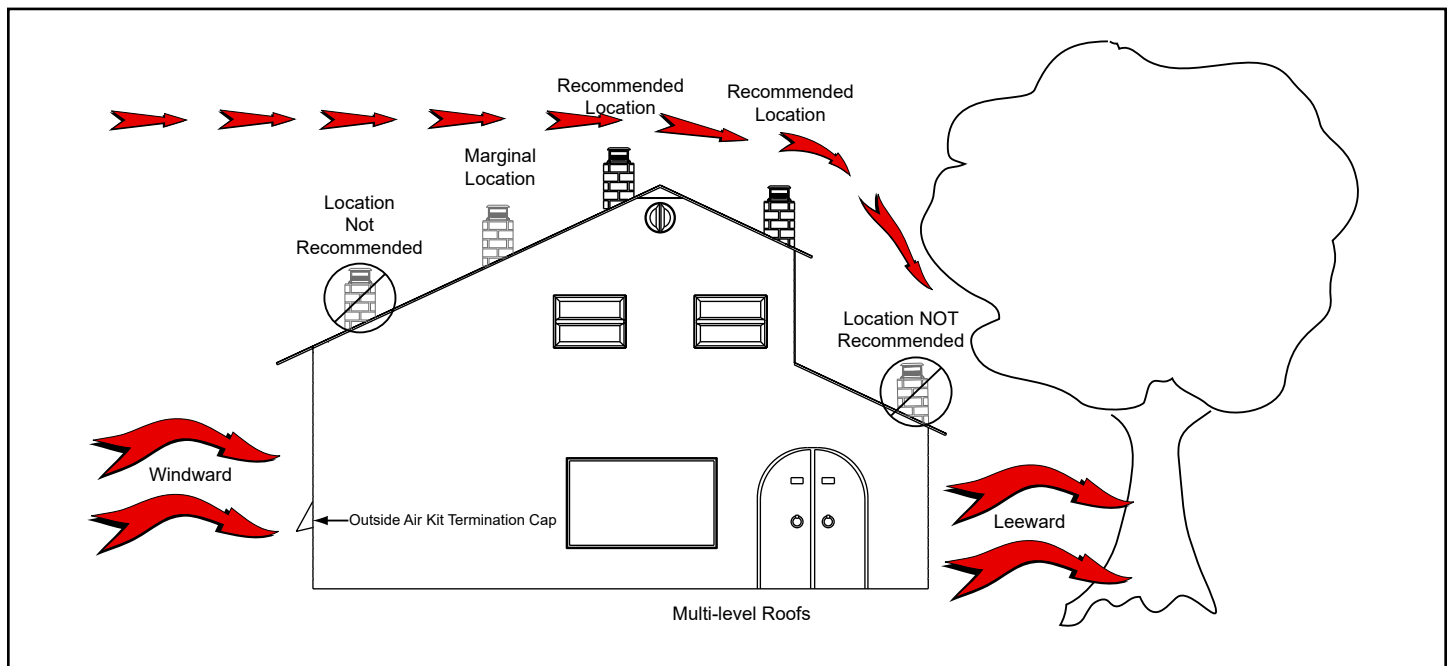 Recommended
Location
Recommended
Location
Marginal
Location
Location
Not
Recommended
Location NOT
Recommended
Windward
Outside Air Kit Termination Cap
Leeward
Multi-level Roofs